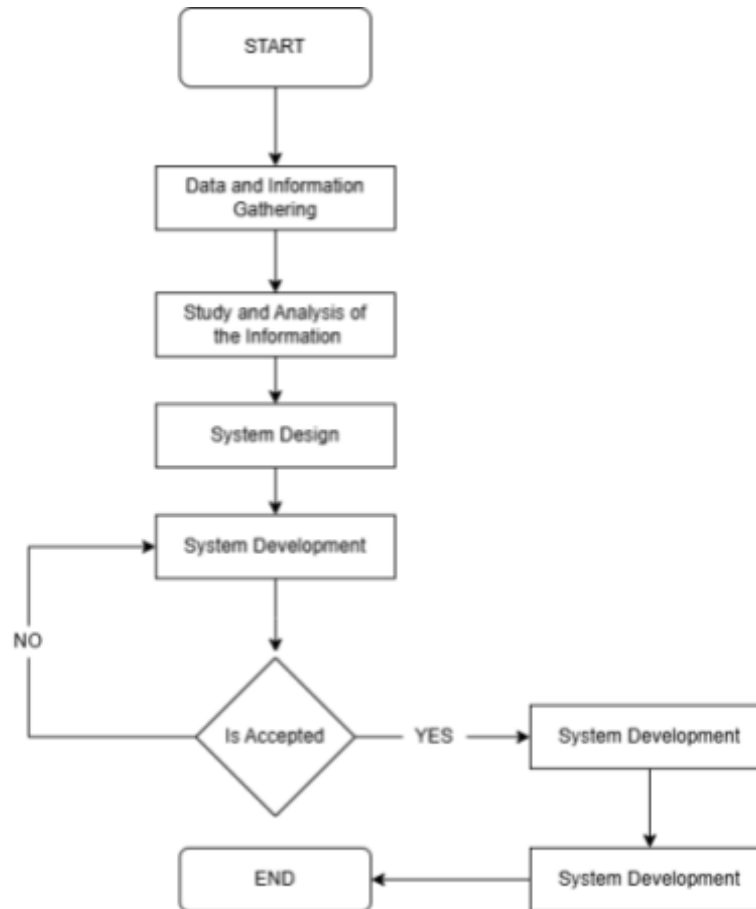 START
Data and Information
Gathering
Study and Analysis of
the Information
System Design
System Development
NO
Is Accepted
YES
System Development
END
System Development